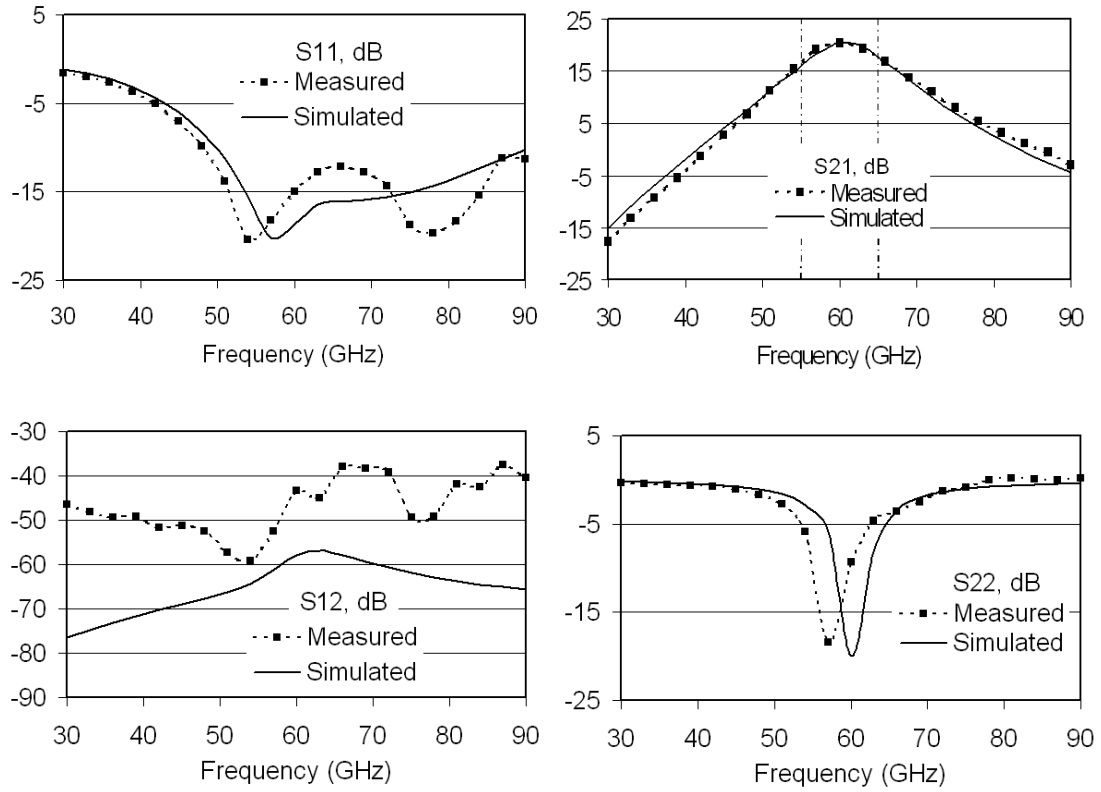 5
-5
-15
-25
S11, dB
Measured
Simulated
30 40 50 60 70 80 90
Frequency (GHz)
25
15
5
-5
-15
-25
S21, dB
Measured
Simulated
30 40 50 60 70 80 90
Frequency (GHz)
-30
-40
-50
-60
-70
-80
-90
S12, dB
Measured
Simulated
30 40 50 60 70 80 90
Frequency (GHz)
5
-5
-15
-25
S22, dB
Measured
Simulated
30 40 50 60 70 80 90
Frequency (GHz)